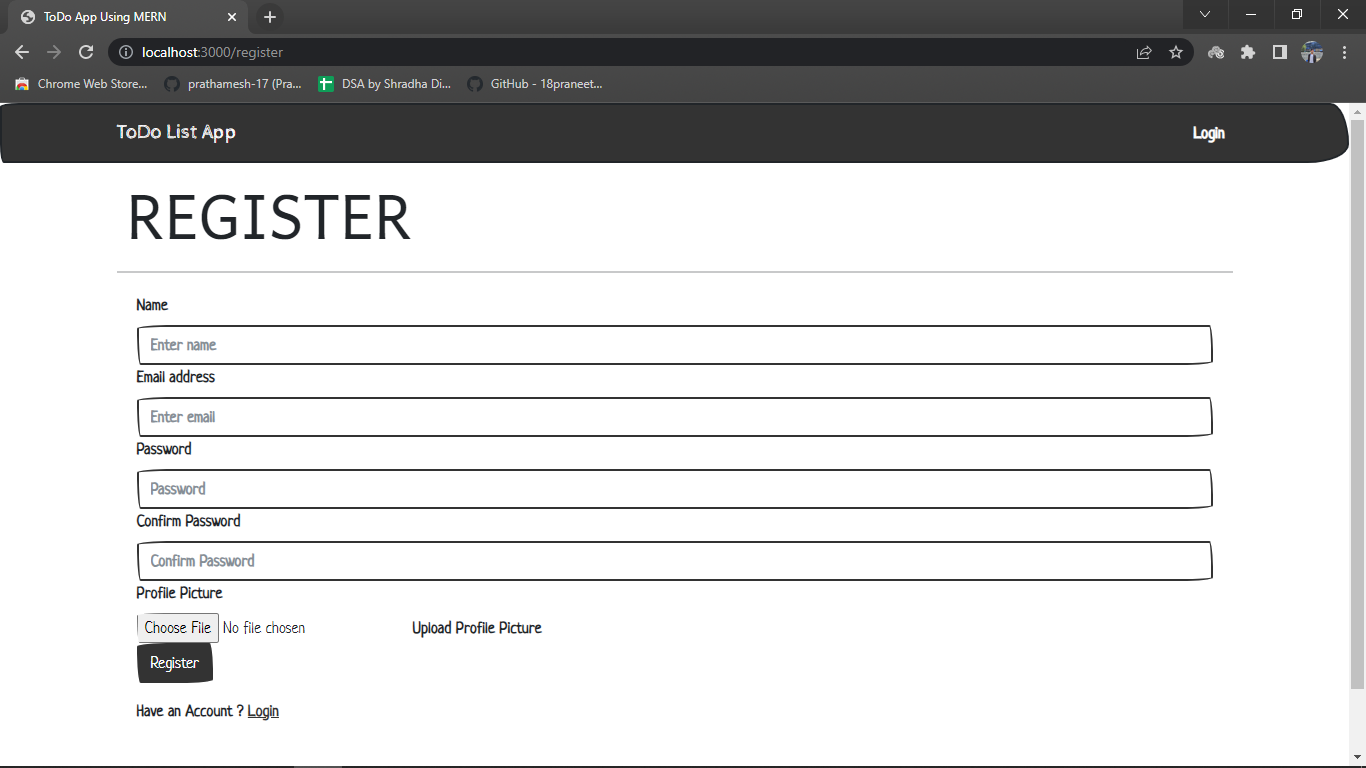 ToDo App Using MERN
localhost:3000/register
Chrome Web Store... prathamesh-17 (Pra... DSA by Shradha Di... GitHub - 18praneet...
ToDo List App Login
REGISTER
Name
Enter name
Email address
Enter email
Password
Password
Confirm Password
Confirm Password
Profile Picture
Choose File No file chosen Upload Profile Picture
Register
Have an Account ? Login